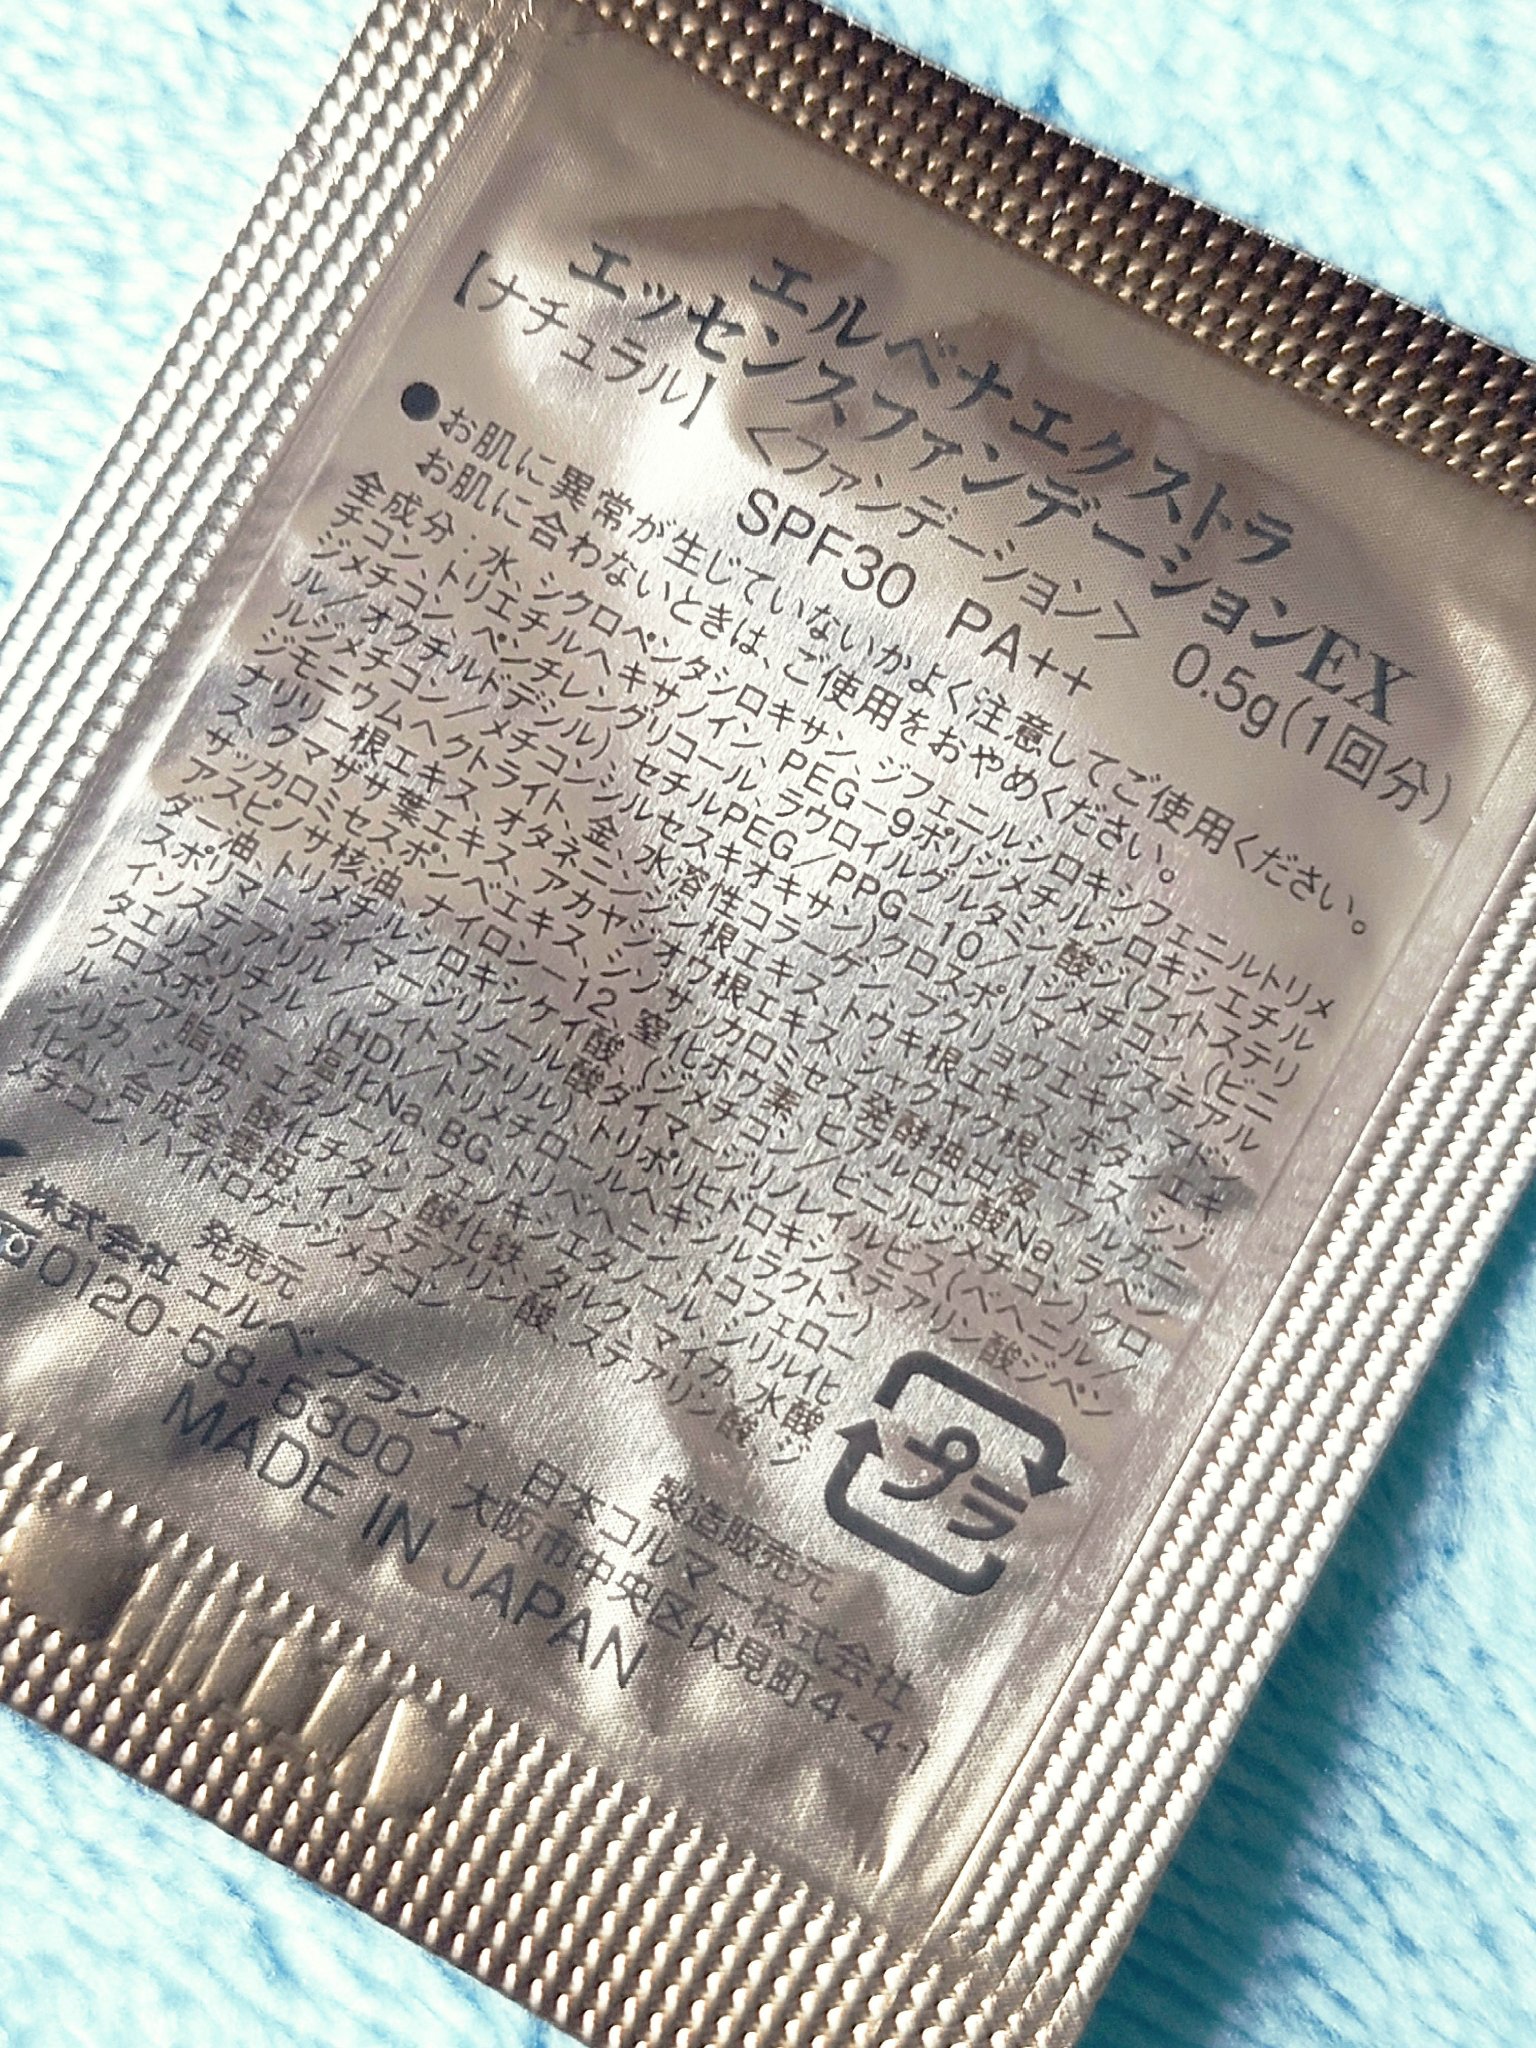 エルベナエクストラ
エッセンスファンデーションEX
【ナチュラル】 <ファンデーション> 0.5g(1回分)
SPF30 PA++
●お肌に異常が生じていないかよく注意してご使用ください。
お肌に合わないときは、ご使用をおやめください。
全成分:水、シクロペンタシロキサン、ジフェニルシロキシフェニルトリメ
チコン、トリエチルヘキサノイン、PEG-9ポリジメチルシロキシエチル
ジメチコン、ペンチレングリコール、ラウロイルグルタミン酸ジ(フィトステリ
ル/オクチルドデシル)、セチルPEG/PPG-10/1ジメチコン、(ビニ
ルジメチコン/メチコンシルセスキオキサン)クロスポリマー、ジステアル
ジモニウムヘクトライト、金、水溶性コラーゲン、ブクリョウエキス、マドン
ナリリー根エキス、オタネニンジン根エキス、トウキ根エキス、ボタンエキ
ス、クマザサ葉エキス、アカヤジオウ根エキス、シャクヤク根エキス、ジンゾ
サッカロミセスポンベエキス、シンサッカロミセス発酵抽出液、アルガニ
アスピノサ核油、ナイロン-12、窒化ホウ素、ヒアルロン酸Na、ラベン
ダー油、トリメチルシロキシケイ酸、(ジメチコン/ビニルジメチコン)クロ
スポリマー、ダイマージリノール酸ダイマージリノレイルビス(ベヘニル/
イソステアリル/フィトステリル)、トリポリヒドロキシステアリン酸ジペン
タエリスリチル、(HDI/トリメチロールヘキシルラクトン)
クロスポリマー、塩化Na、BG、トリベヘニン、トコフェロー
ル、シア脂油、エタノール、フェノキシエタノール、シリル化
シリカ、シリカ、酸化チタン、酸化鉄、タルク、マイカ、水酸
化Al、合成金雲母、イソステアリン酸、ステアリン酸、ジ
メチコン、ハイドロゲンジメチコン
プラ
発売元
株式会社 エルベ・プランズ
0120-58-6300
製造販売元
日本コルマー株式会社
大阪市中央区伏見町4-4-1
MADE IN JAPAN